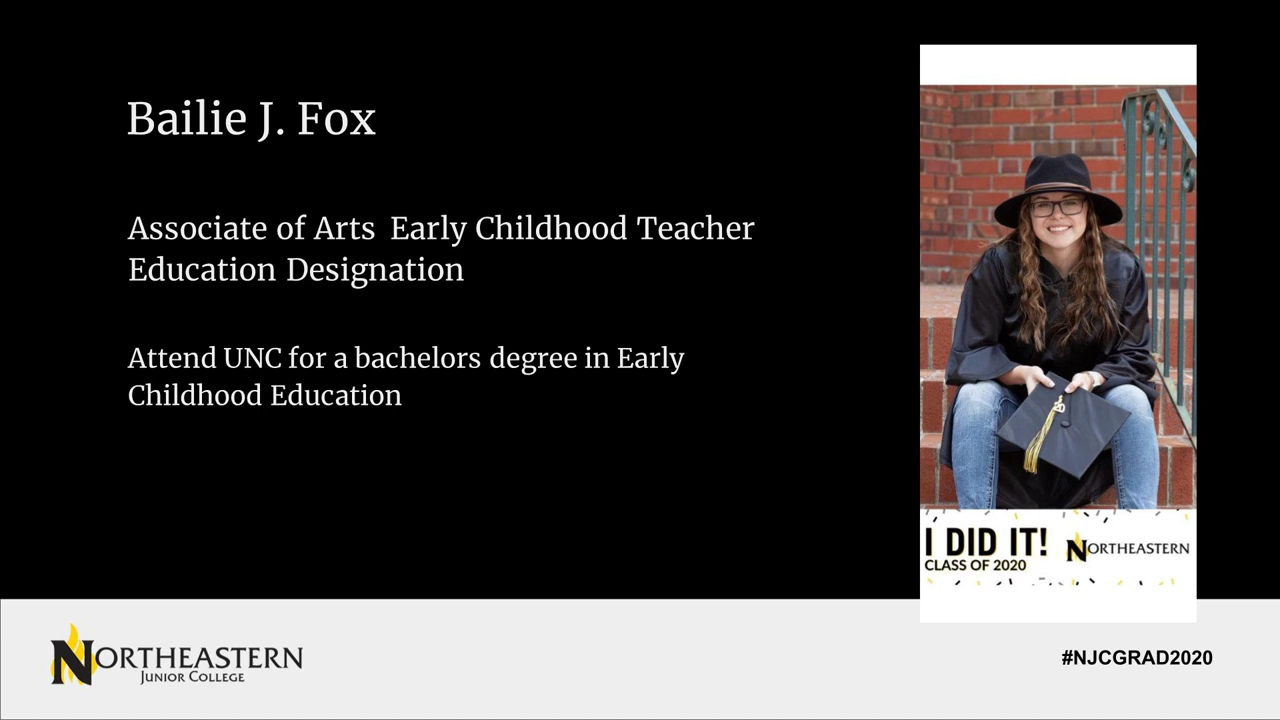 Bailie J. Fox
Associate of Arts  Early Childhood Teacher
Education Designation
Attend UNC for a bachelors degree in Early
Childhood Education
20
I DID IT!
CLASS OF 2020
NORTHEASTERN
NORTHEASTERN
JUNIOR COLLEGE
#NJCGRAD2020